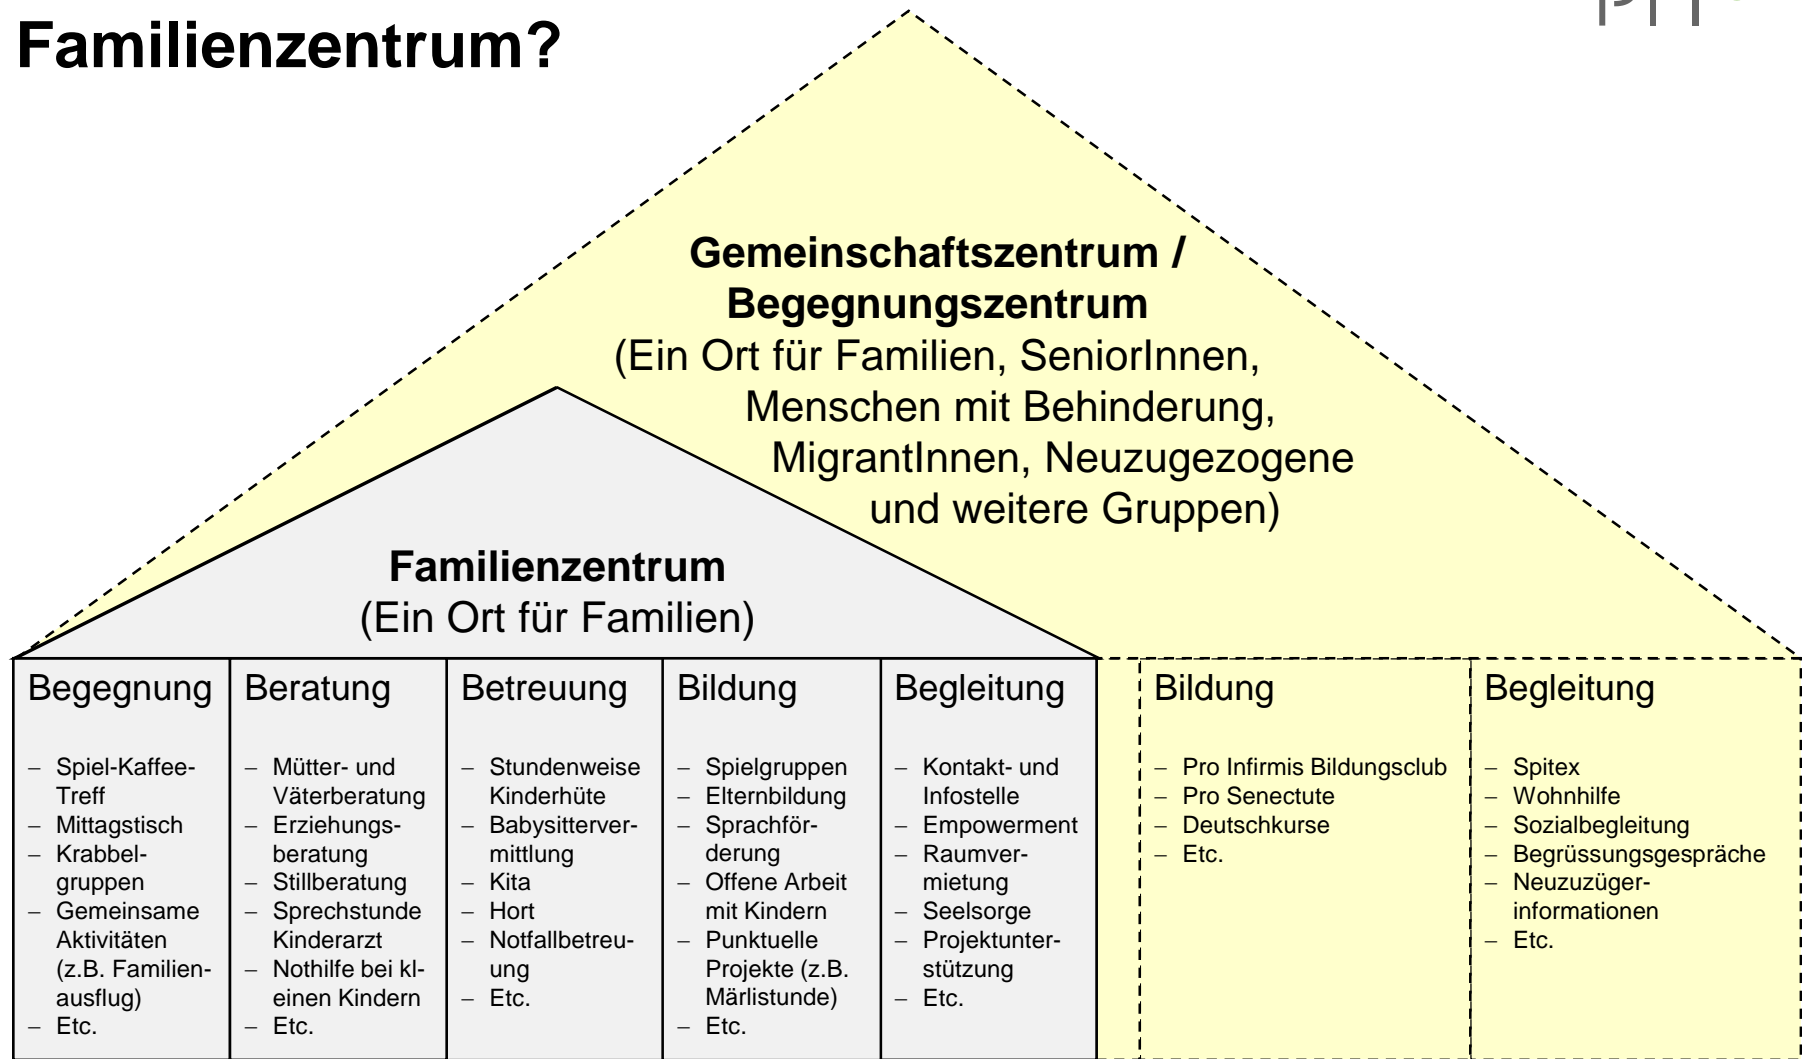 Familienzentrum?
Gemeinschaftszentrum /
Begegnungszentrum
(Ein Ort für Familien, SeniorInnen,
Menschen mit Behinderung,
MigrantInnen, Neuzugezogene
und weitere Gruppen)
Familienzentrum
(Ein Ort für Familien)
Begegnung
– Spiel-Kaffee-
Treff
– Mittagstisch
– Krabbel-
gruppen
– Gemeinsame
Aktivitäten
(z.B. Familien-
ausflug)
– Etc.
Beratung
– Mütter- und
Väterberatung
– Erziehungs-
beratung
– Stillberatung
– Sprechstunde
Kinderarzt
– Nothilfe bei kl-
einen Kindern
– Etc.
Betreuung
– Stundenweise
Kinderhüte
– Babysitterver-
mittlung
– Kita
– Hort
– Notfallbetreu-
ung
– Etc.
Bildung
– Spielgruppen
– Elternbildung
– Sprachför-
derung
– Offene Arbeit
mit Kindern
– Punktuelle
Projekte (z.B.
Märlistunde)
– Etc.
Begleitung
– Kontakt- und
Infostelle
– Empowerment
– Raumver-
mietung
– Seelsorge
– Projektunter-
stützung
– Etc.
Bildung
– Pro Infirmis Bildungsclub
– Pro Senectute
– Deutschkurse
– Etc.
Begleitung
– Spitex
– Wohnhilfe
– Sozialbegleitung
– Begrüssungsgespräche
– Neuzuzüger-
informationen
– Etc.